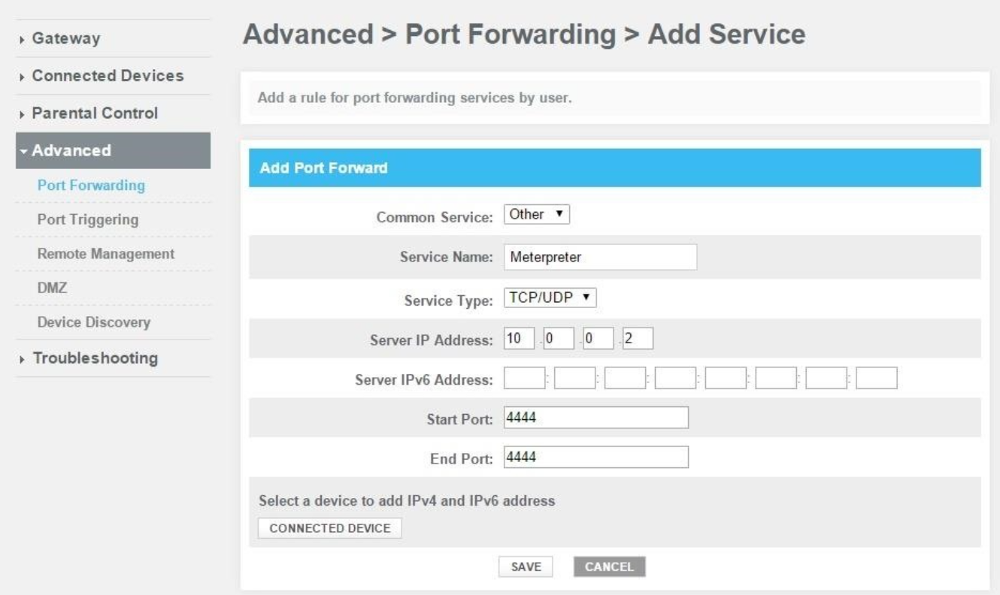 Gateway
Connected Devices
Parental Control
Advanced
Port Forwarding
Port Triggering
Remote Management
DMZ
Device Discovery
Troubleshooting
Advanced > Port Forwarding > Add Service
Add a rule for port forwarding services by user.
Add Port Forward
Common Service: Other
Service Name: Meterpreter
Service Type: TCP/UDP
Server IP Address: 10 . 0 . 0 . 2
Server IPv6 Address: : : : : : : :
Start Port: 4444
End Port: 4444
Select a device to add IPv4 and IPv6 address
CONNECTED DEVICE
SAVE CANCEL